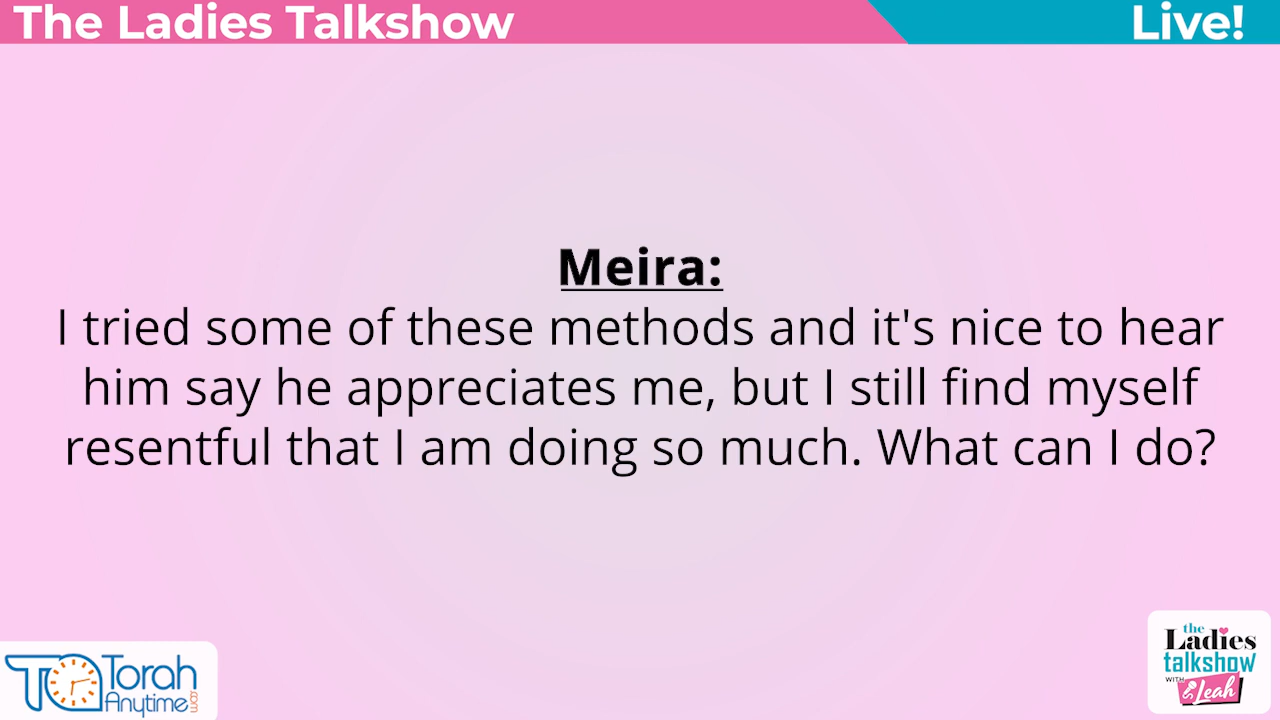 The Ladies Talkshow
Live!
Meira:
I tried some of these methods and it's nice to hear
him say he appreciates me, but I still find myself
resentful that I am doing so much. What can I do?
Torah
Anytime
.com
the
Ladies
talkshow
WITH
Leah